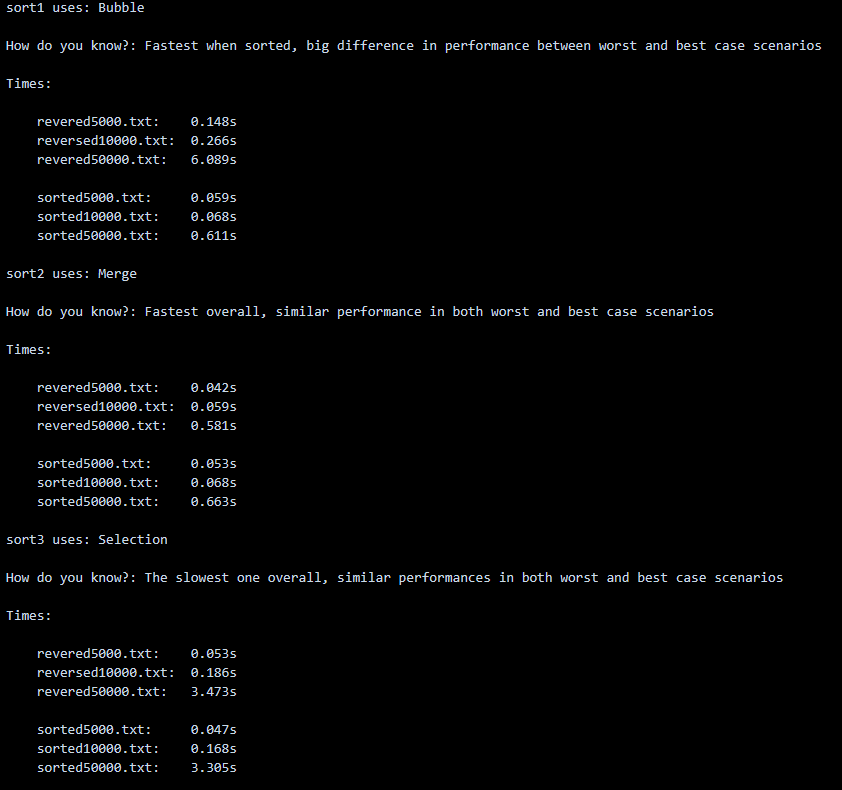 sort1 uses: Bubble
How do you know?: Fastest when sorted, big difference in performance between worst and best case scenarios
Times:
revered5000.txt: 0.148s
reversed10000.txt: 0.266s
revered50000.txt: 6.089s
sorted5000.txt: 0.059s
sorted10000.txt: 0.068s
sorted50000.txt: 0.611s
sort2 uses: Merge
How do you know?: Fastest overall, similar performance in both worst and best case scenarios
Times:
revered5000.txt: 0.042s
reversed10000.txt: 0.059s
revered50000.txt: 0.581s
sorted5000.txt: 0.053s
sorted10000.txt: 0.068s
sorted50000.txt: 0.663s
sort3 uses: Selection
How do you know?: The slowest one overall, similar performances in both worst and best case scenarios
Times:
revered5000.txt: 0.053s
reversed10000.txt: 0.186s
revered50000.txt: 3.473s
sorted5000.txt: 0.047s
sorted10000.txt: 0.168s
sorted50000.txt: 3.305s